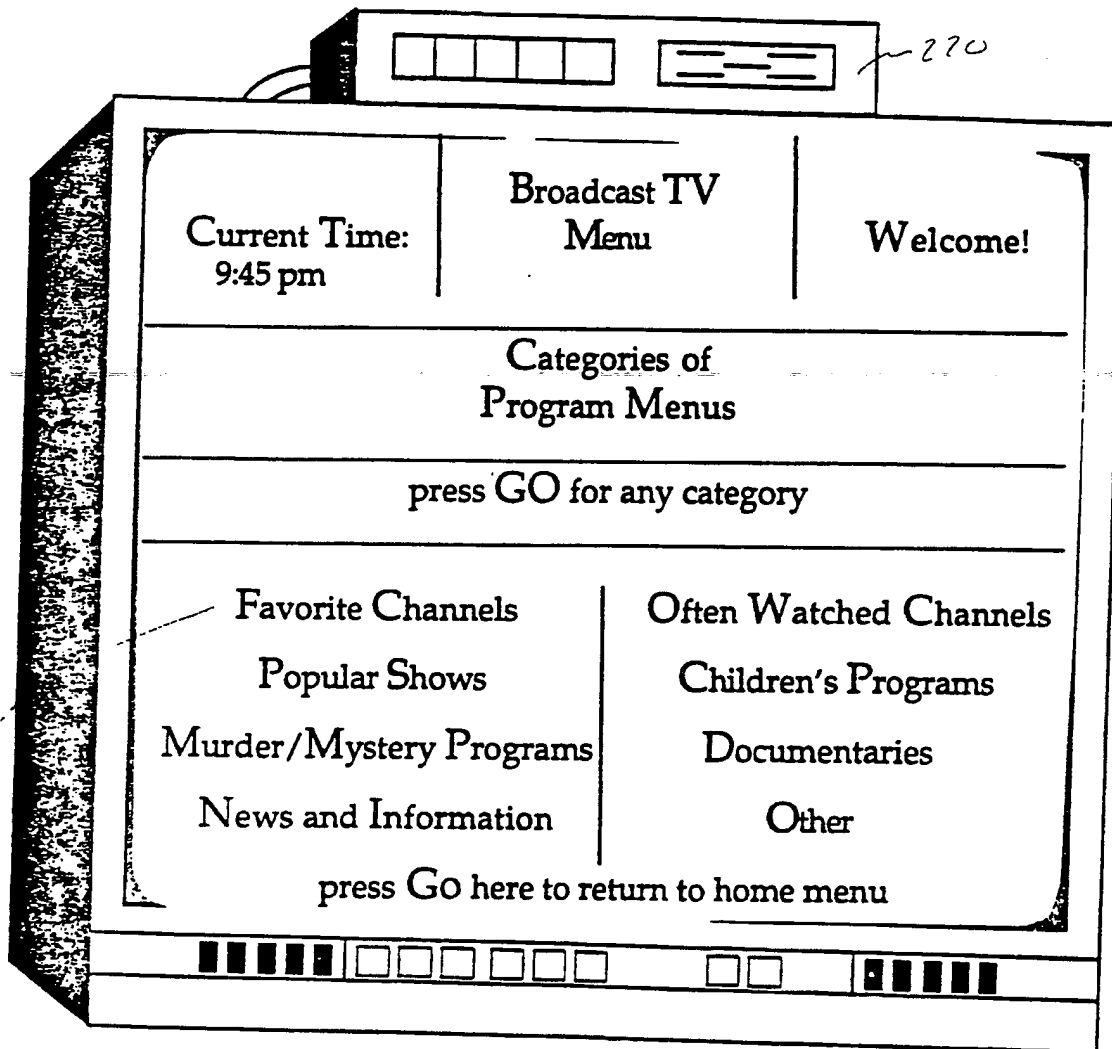 220
Current Time:
9:45 pm
Broadcast TV
Menu
Welcome!
Categories of
Program Menus
press GO for any category
Favorite Channels
Often Watched Channels
Popular Shows
Children's Programs
Murder/Mystery Programs
Documentaries
News and Information
Other
press GO here to return to home menu